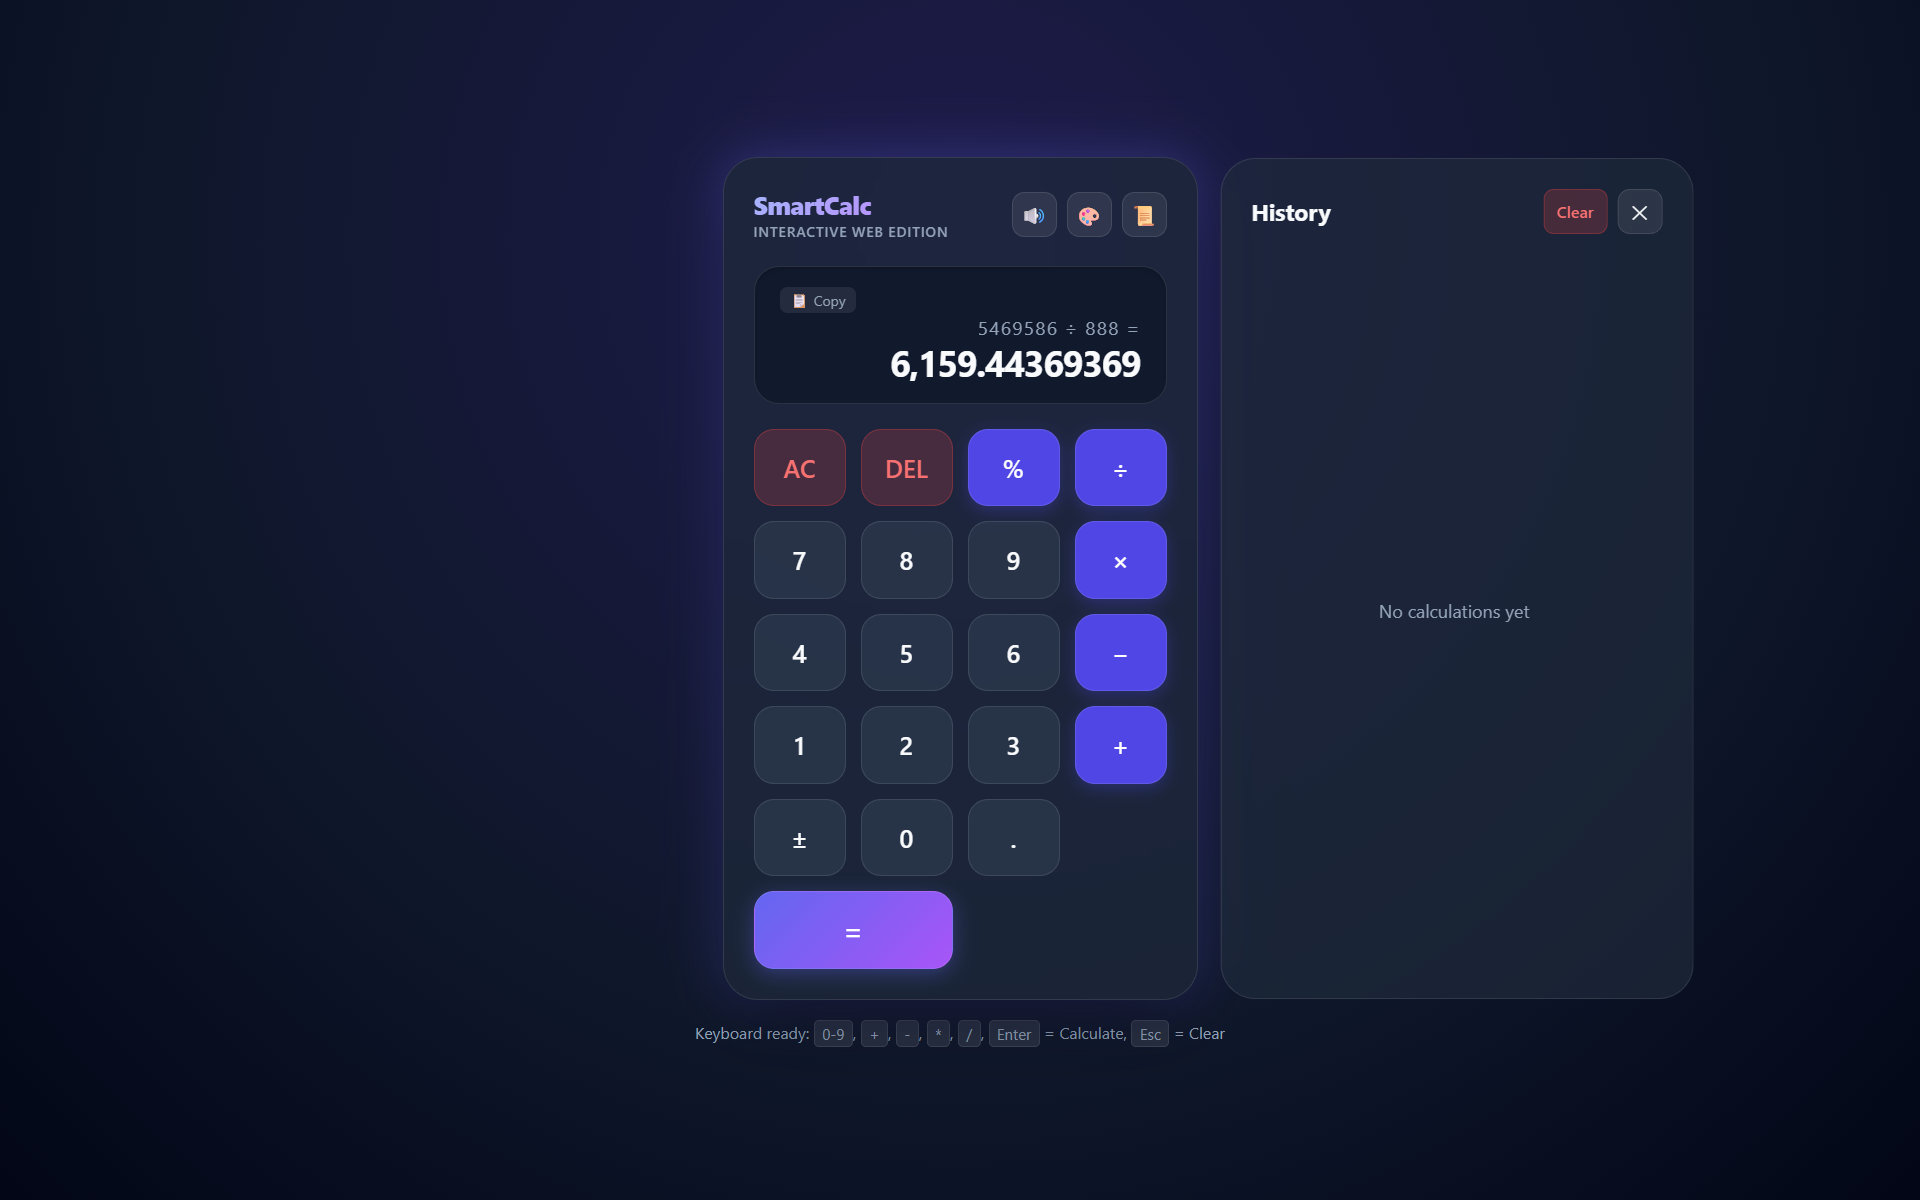 SmartCalc
INTERACTIVE WEB EDITION
Copy
5469586 ÷ 888 =
6,159.44369369
AC DEL % ÷
7 8 9 ×
4 5 6 −
1 2 3 +
± 0 .
=
History
Clear ✕
No calculations yet
Keyboard ready: 0-9, +, -, *, /, Enter = Calculate, Esc = Clear